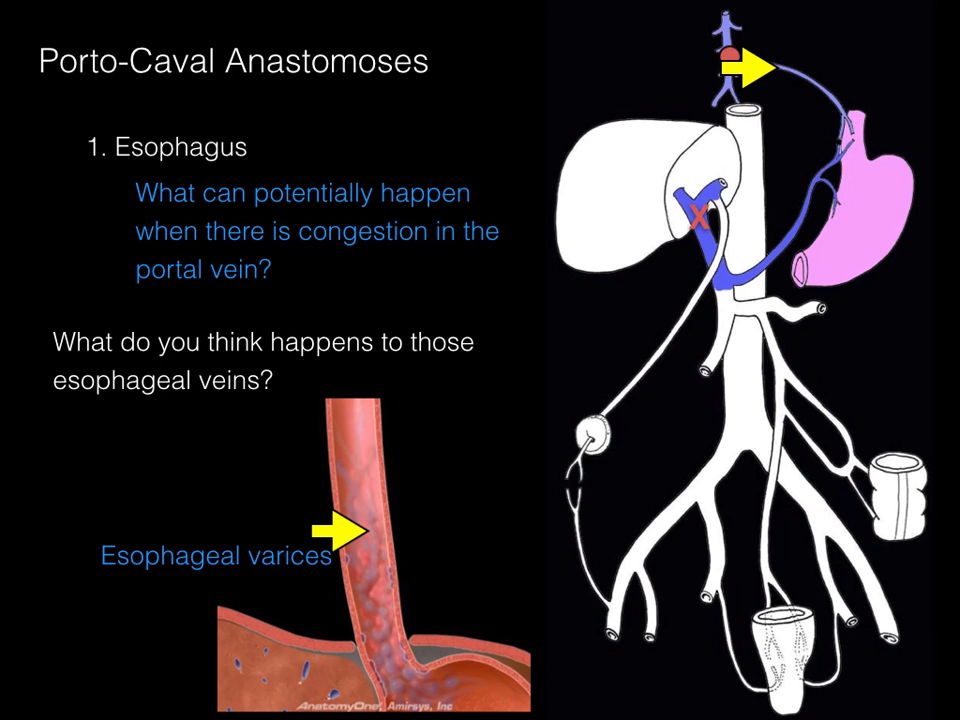 Porto-Caval Anastomoses
1. Esophagus
What can potentially happen
when there is congestion in the
portal vein?
X
What do you think happens to those
esophageal veins?
Esophageal varices
AnatomyOne, Amirsys, Inc